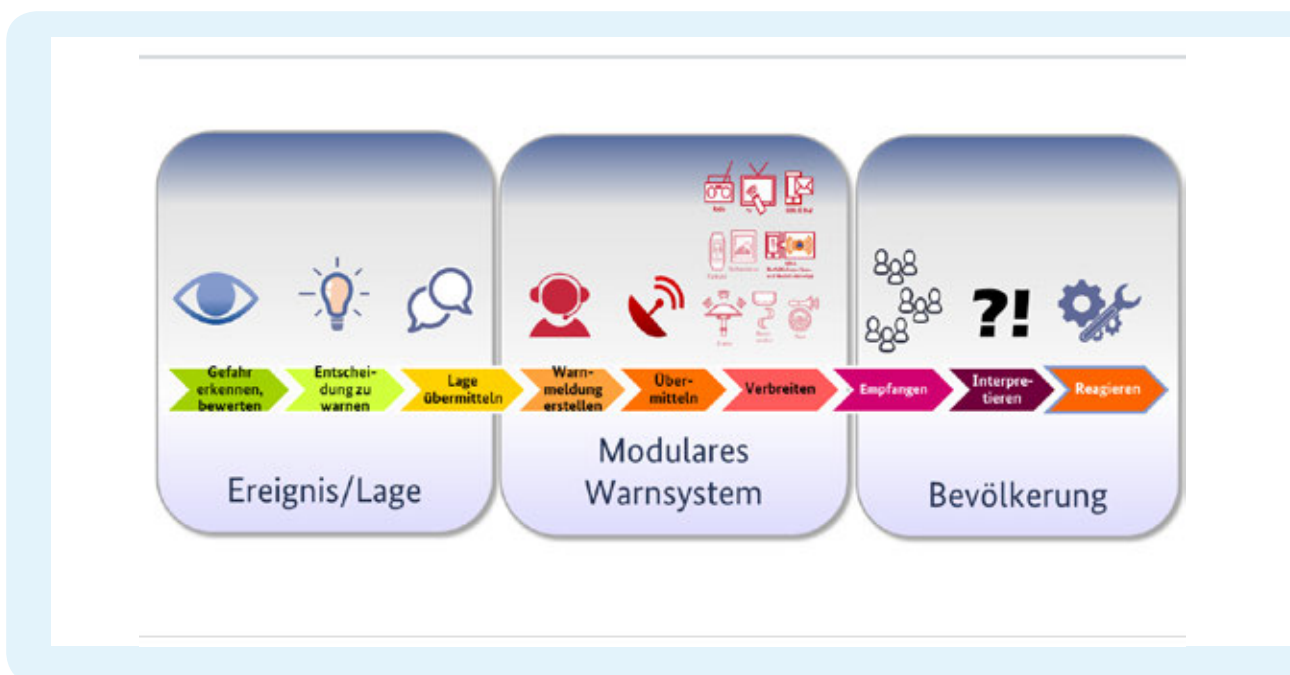 Radio
TV
Gefahr
erkennen,
bewerten
Entschei-
dung zu
warnen
Lage
übermitteln
Warn-
meldung
erstellen
Über-
mitteln
Verbreiten
Empfangen
Interpre-
tieren
Reagieren
Ereignis/Lage
Modulares
Warnsystem
Bevölkerung
?!